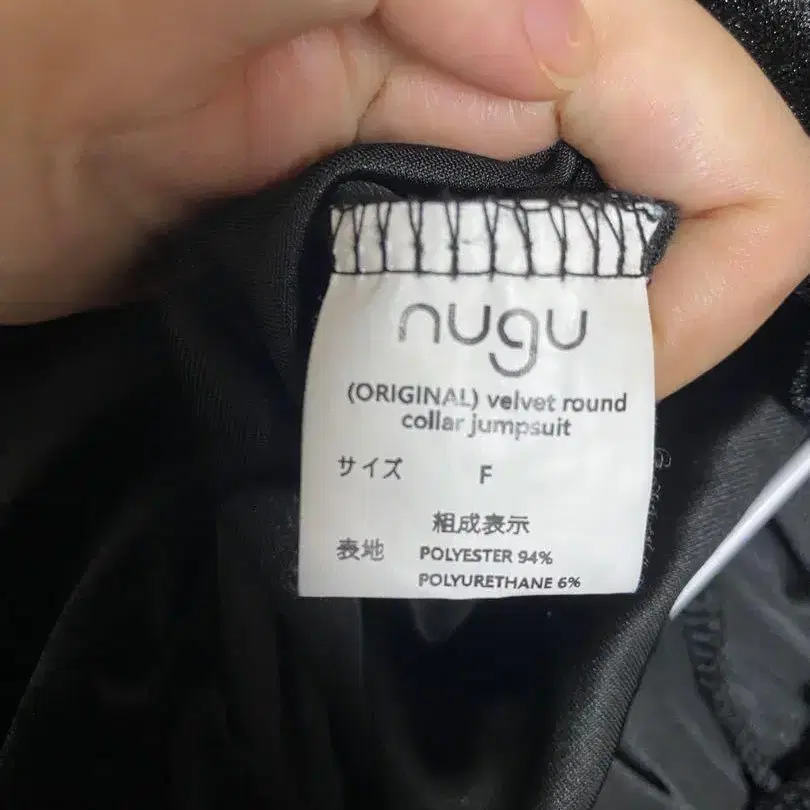 nugu
(ORIGINAL) velvet round
collar jumpsuit
サイズ F
組成表示
表地 POLYESTER 94%
POLYURETHANE 6%